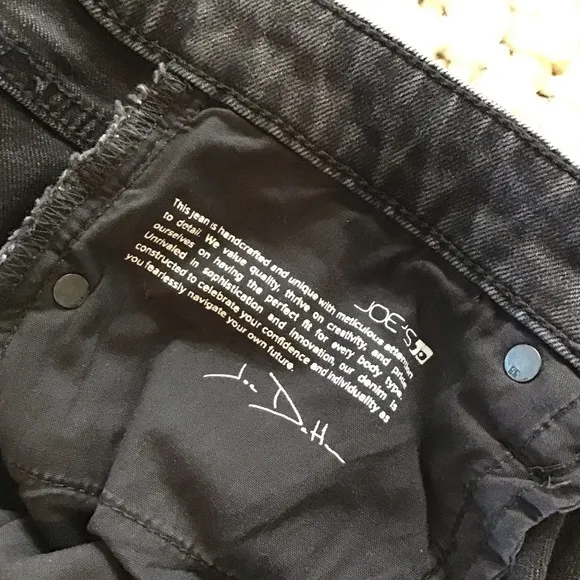 JOE'S
This jean is handcrafted and unique with meticulous attention
to detail. We value quality, thrive on creativity, and pride
ourselves on having the perfect fit for every body type.
Unrivaled in sophistication and innovation, our denim is
constructed to celebrate your confidence and individuality as
you fearlessly navigate your own future.
Joe